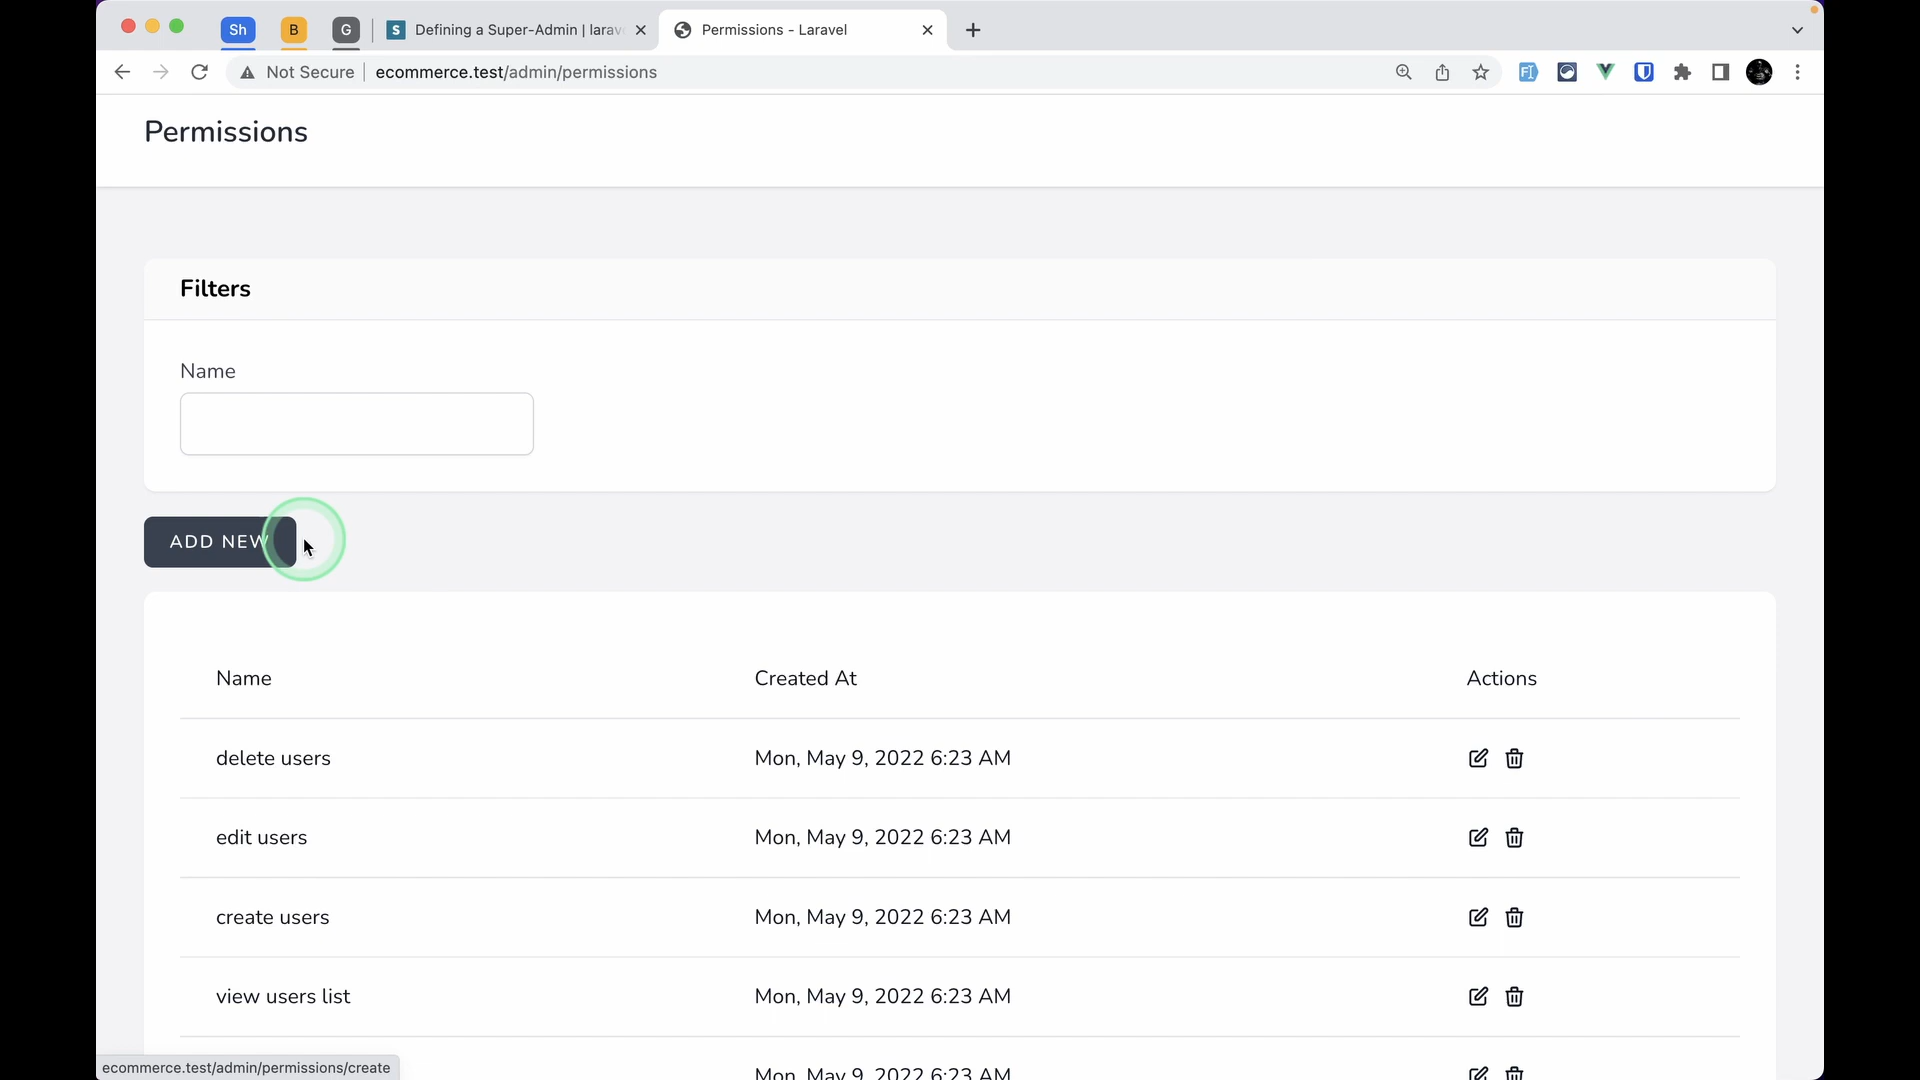 Sh B G Defining a Super-Admin | larav Permissions - Laravel
Not Secure ecommerce.test/admin/permissions
Permissions
Filters
Name
ADD NEW
Name Created At Actions
delete users Mon, May 9, 2022 6:23 AM
edit users Mon, May 9, 2022 6:23 AM
create users Mon, May 9, 2022 6:23 AM
view users list Mon, May 9, 2022 6:23 AM
Mon, May 9, 2022 6:23 AM
ecommerce.test/admin/permissions/create